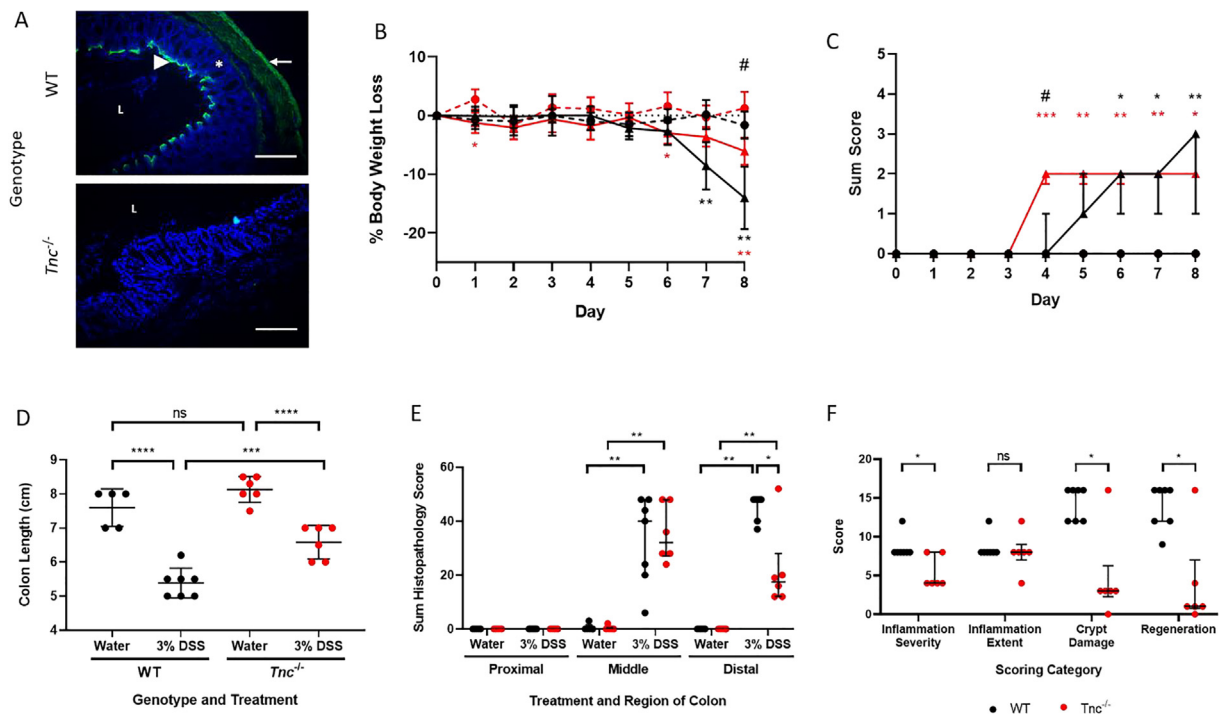 A
WT
L
*
Genotype
Tnc-/-
L
B
% Body Weight Loss
10
0
-10
-20
#
*
*
**
**
**
0 1 2 3 4 5 6 7 8
Day
C
Sum Score
5
4
3
2
1
0
# * * **
*** ** ** ** *
0 1 2 3 4 5 6 7 8
Day
D
Colon Length (cm)
9
8
7
6
5
4
ns ****
**** ***
Water 3% DSS Water 3% DSS
WT Tnc-/-
Genotype and Treatment
E
Sum Histopathology Score
60
40
20
0
** **
** ** *
Water 3% DSS Water 3% DSS Water 3% DSS
Proximal Middle Distal
Treatment and Region of Colon
F
Score
20
15
10
5
0
* ns * *
Inflammation Inflammation Crypt Regeneration
Severity Extent Damage
Scoring Category
WT Tnc-/-